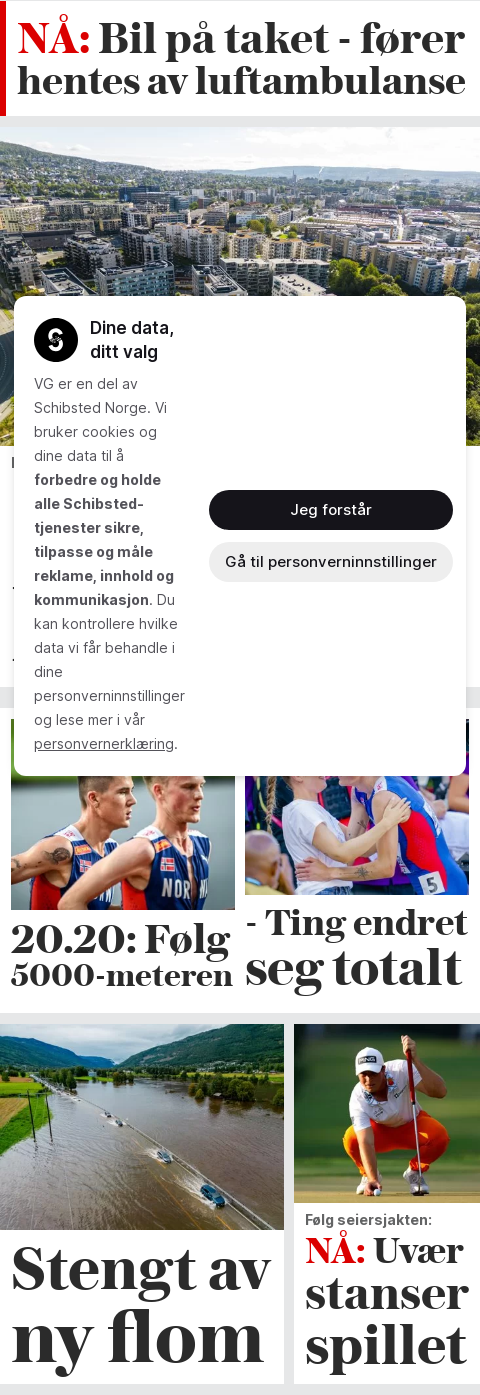 NÅ: Bil på taket - fører
hentes av luftambulanse
Dine data,
ditt valg
VG er en del av
Schibsted Norge. Vi
bruker cookies og
dine data til å
forbedre og holde
alle Schibsted-
tjenester sikre,
tilpasse og måle
reklame, innhold og
kommunikasjon. Du
kan kontrollere hvilke
data vi får behandle i
dine
personverninnstillinger
og lese mer i vår
personvernerklæring.
Jeg forstår
Gå til personverninnstillinger
NOR
NORW
5
20.20: Følg
5000-meteren
- Ting endret
seg totalt
PING
Stengt av
ny flom
Følg seiersjakten:
NÅ: Uvær
stanser
spillet